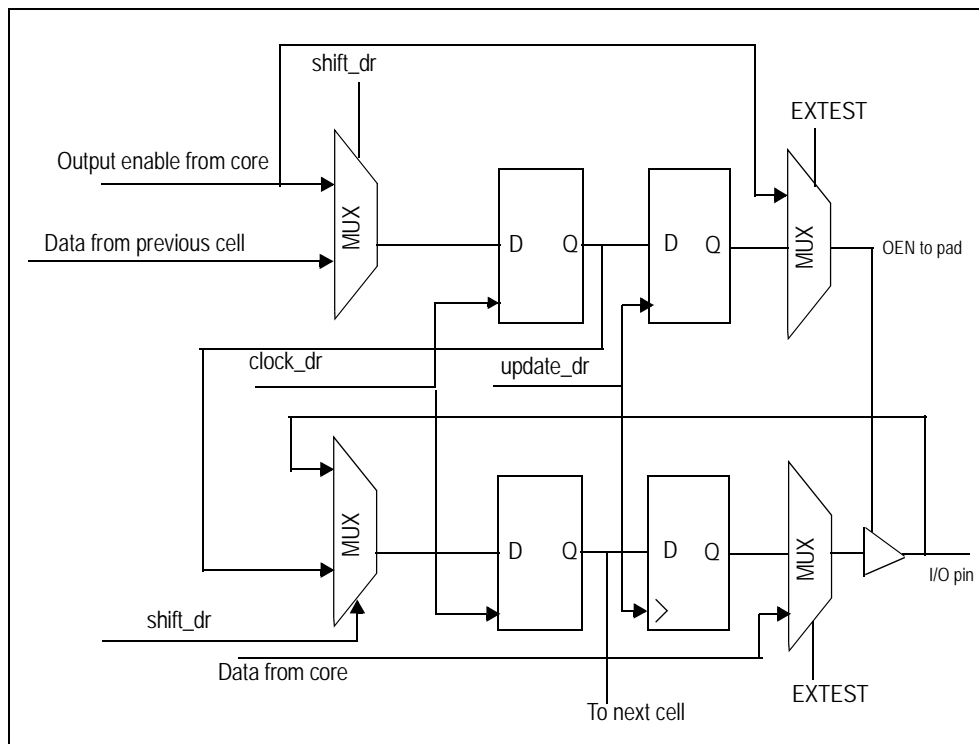 shift_dr
EXTEST
Output enable from core
MUX
D Q
D Q
MUX
Data from previous cell
OEN to pad
clock_dr
update_dr
MUX
D Q
D Q
MUX
I/O pin
shift_dr
Data from core
EXTEST
To next cell